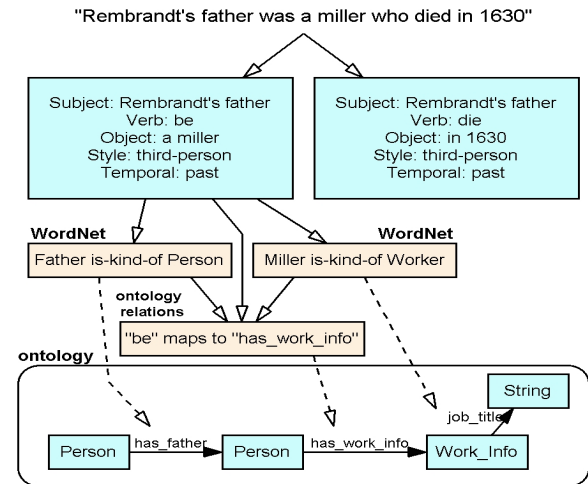 "Rembrandt's father was a miller who died in 1630"
Subject: Rembrandt's father
Verb: be
Object: a miller
Style: third-person
Temporal: past
Subject: Rembrandt's father
Verb: die
Object: in 1630
Style: third-person
Temporal: past
WordNet
WordNet
Father is-kind-of Person
Miller is-kind-of Worker
ontology
relations
"be" maps to "has_work_info"
ontology
String
job_title
Person
has_father
Person
has_work_info
Work_Info